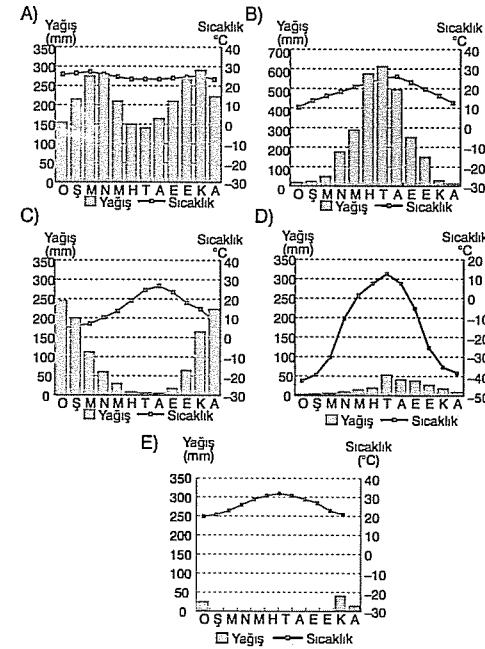 A) Yağış (mm) Sıcaklık °C
350 300 250 200 150 100 50 0
40 30 20 10 0 –10 –20 –30
O Ş M N M H T A E E K A
Yağış Sıcaklık
B) Yağış (mm) Sıcaklık °C
700 600 500 400 300 200 100 0
40 30 20 10 0 –10 –20 –30
O Ş M N M H T A E E K A
Yağış Sıcaklık
C) Yağış (mm) Sıcaklık °C
350 300 250 200 150 100 50 0
40 30 20 10 0 –10 –20 –30
O Ş M N M H T A E E K A
Yağış Sıcaklık
D) Yağış (mm) Sıcaklık °C
350 300 250 200 150 100 50 0
20 10 0 –10 –20 –30 –40 –50
O Ş M N M H T A E E K A
Yağış Sıcaklık
E) Yağış (mm) Sıcaklık (°C)
350 300 250 200 150 100 50 0
40 30 20 10 0 –10 –20 –30
O Ş M N M H T A E E K A
Yağış Sıcaklık